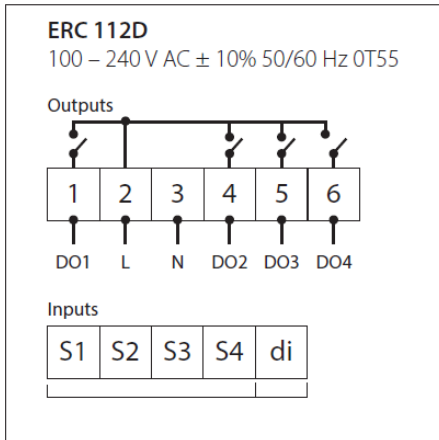 ERC 112D
100 – 240 V AC ± 10% 50/60 Hz 0T55
Outputs
1 2 3 4 5 6
DO1 L N DO2 DO3 DO4
Inputs
S1 S2 S3 S4 di